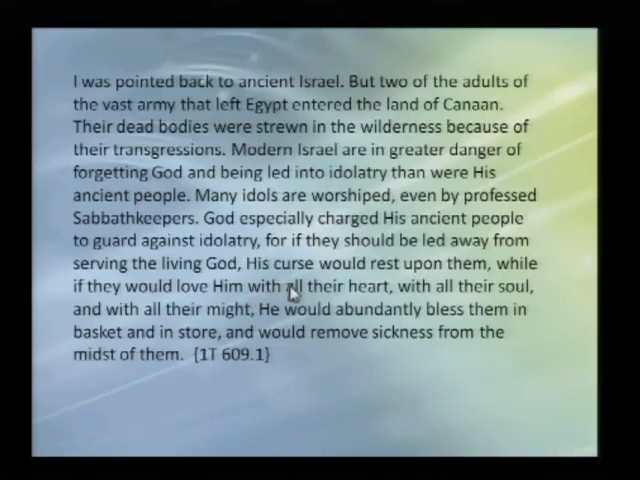 I was pointed back to ancient Israel. But two of the adults of
the vast army that left Egypt entered the land of Canaan.
Their dead bodies were strewn in the wilderness because of
their transgressions. Modern Israel are in greater danger of
forgetting God and being led into idolatry than were His
ancient people. Many idols are worshiped, even by professed
Sabbathkeepers. God especially charged His ancient people
to guard against idolatry, for if they should be led away from
serving the living God, His curse would rest upon them, while
if they would love Him with all their heart, with all their soul,
and with all their might, He would abundantly bless them in
basket and in store, and would remove sickness from the
midst of them. {1T 609.1}